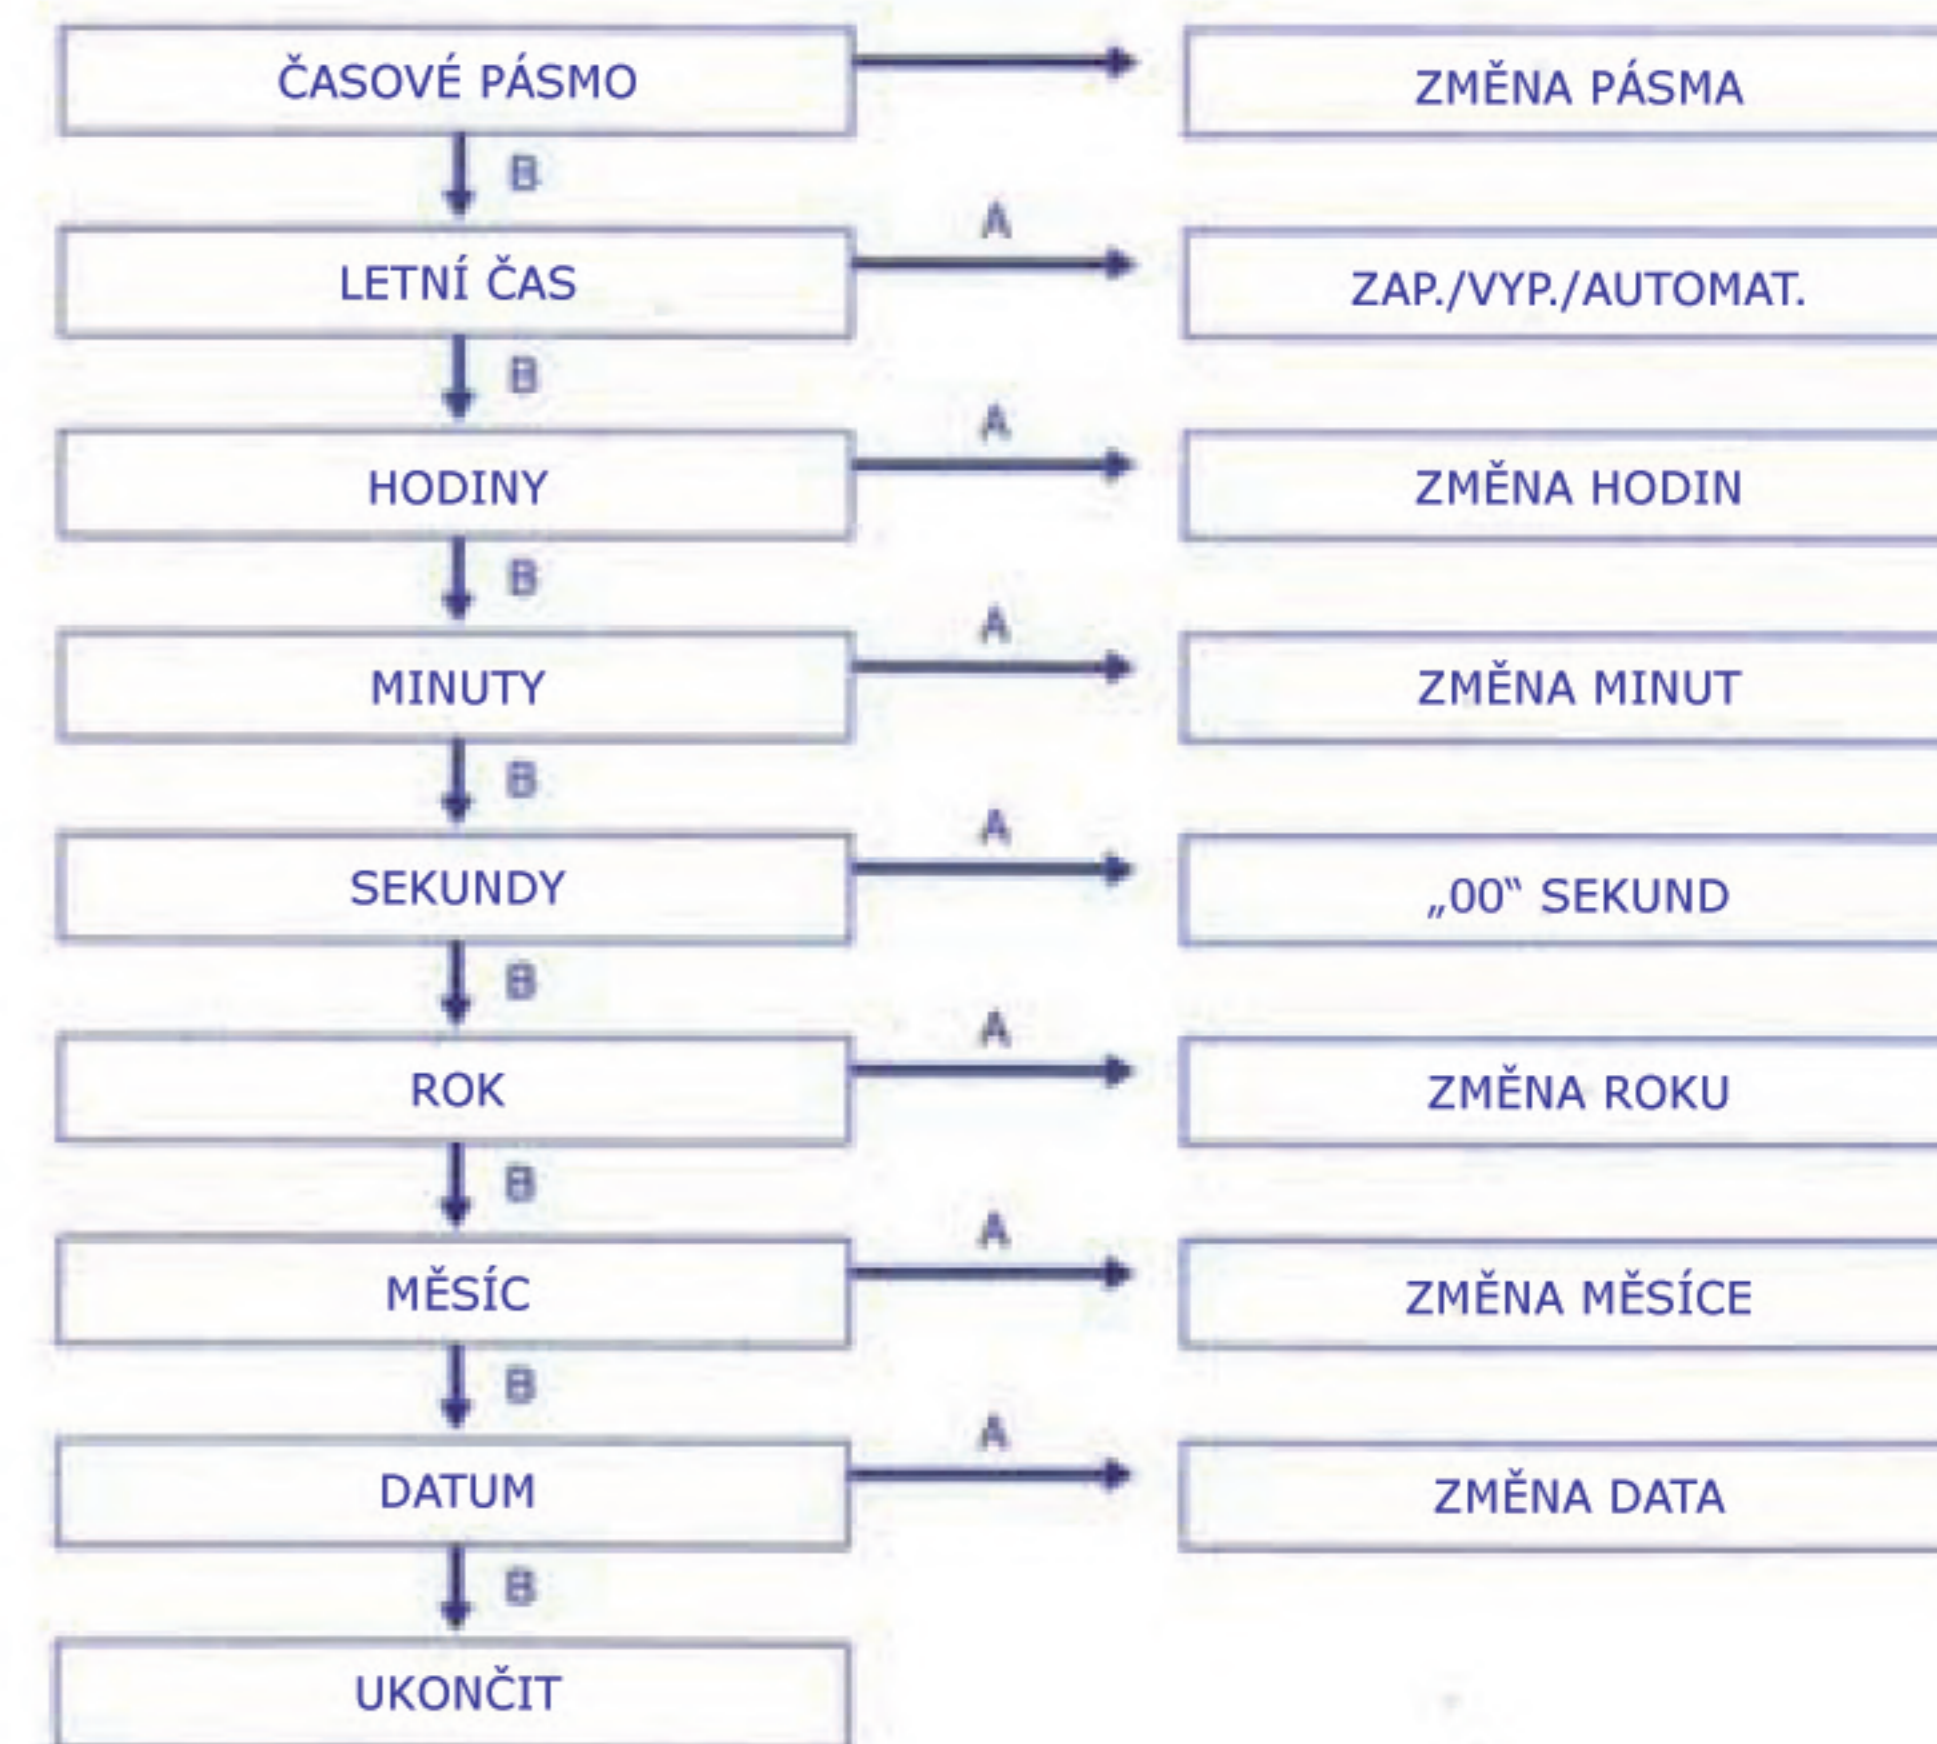 ČASOVÉ PÁSMO
ZMĚNA PÁSMA
B
A
LETNÍ ČAS
ZAP./VYP./AUTOMAT.
B
A
HODINY
ZMĚNA HODIN
B
A
MINUTY
ZMĚNA MINUT
B
A
SEKUNDY
„00“ SEKUND
B
A
ROK
ZMĚNA ROKU
B
A
MĚSÍC
ZMĚNA MĚSÍCE
B
A
DATUM
ZMĚNA DATA
B
UKONČIT